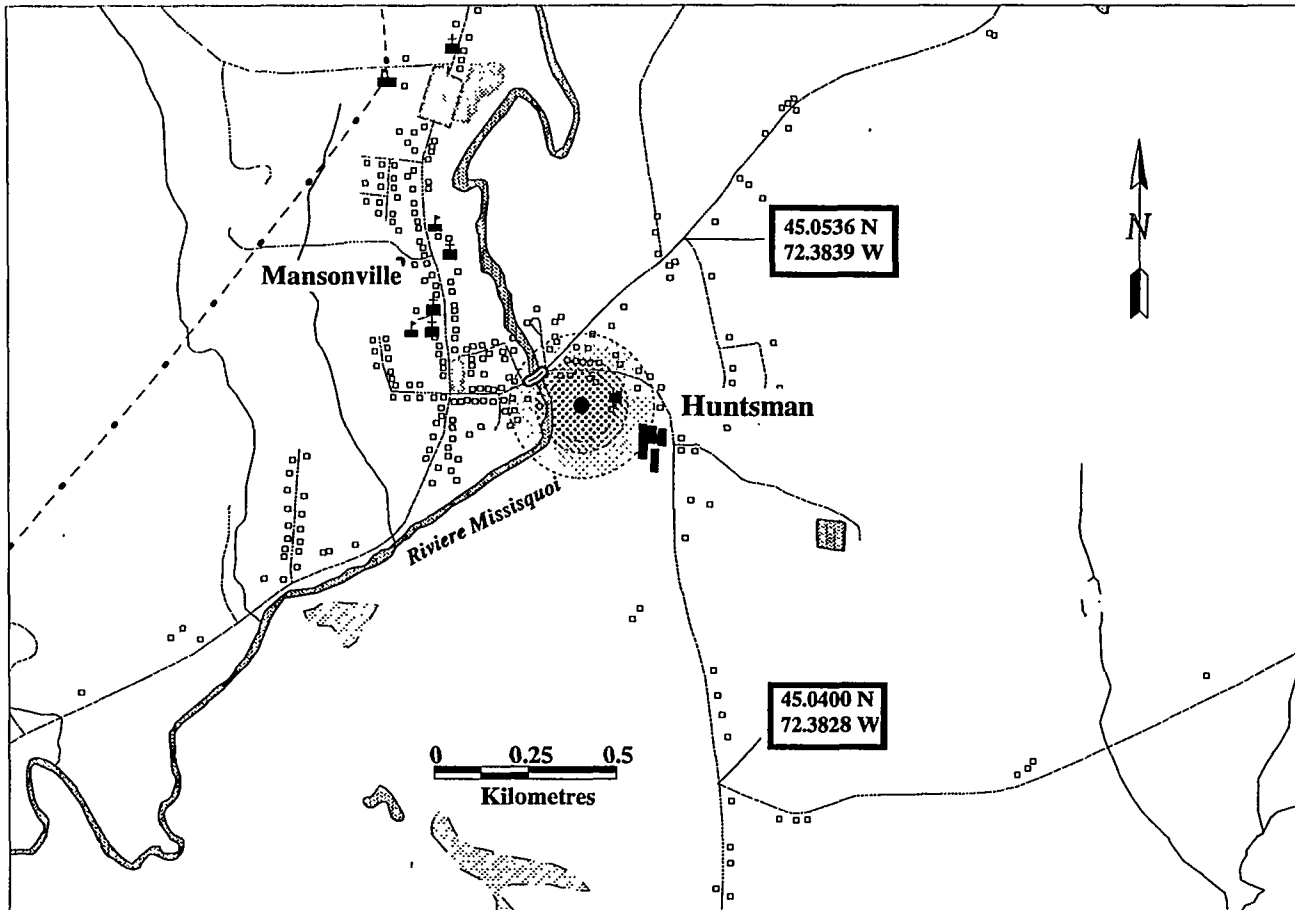 N
45.0536 N
72.3839 W
Mansonville
Huntsman
Riviere Missisquoi
45.0400 N
72.3828 W
0 0.25 0.5
Kilometres